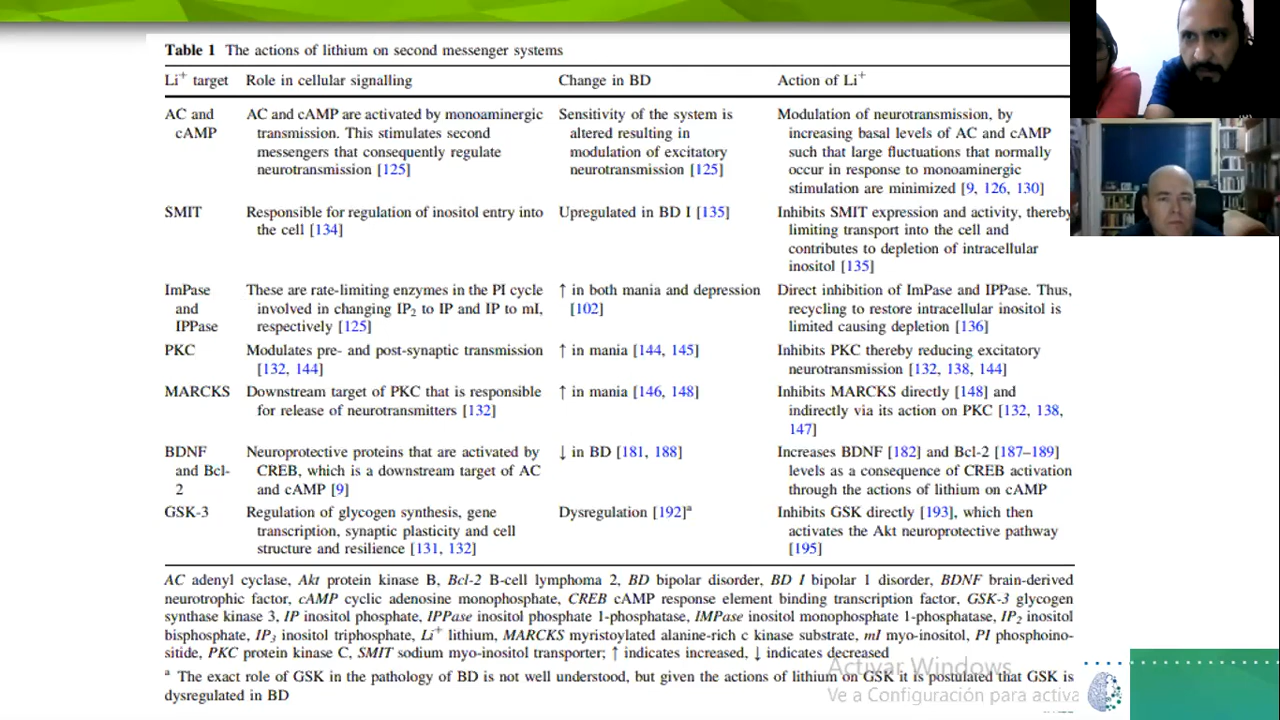 Table 1 The actions of lithium on second messenger systems
Li+ target Role in cellular signalling Change in BD Action of Li+
AC and cAMP
AC and cAMP are activated by monoaminergic
transmission. This stimulates second
messengers that consequently regulate
neurotransmission [125]
Sensitivity of the system is
altered resulting in
modulation of excitatory
neurotransmission [125]
Modulation of neurotransmission, by
increasing basal levels of AC and cAMP
such that large fluctuations that normally
occur in response to monoaminergic
stimulation are minimized [9, 126, 130]
SMIT
Responsible for regulation of inositol entry into
the cell [134]
Upregulated in BD I [135]
Inhibits SMIT expression and activity, thereby
limiting transport into the cell and
contributes to depletion of intracellular
inositol [135]
ImPase
and
IPPase
These are rate-limiting enzymes in the PI cycle
involved in changing IP2 to IP and IP to mI,
respectively [125]
↑ in both mania and depression
[102]
Direct inhibition of ImPase and IPPase. Thus,
recycling to restore intracellular inositol is
limited causing depletion [136]
PKC
Modulates pre- and post-synaptic transmission
[132, 144]
↑ in mania [144, 145]
Inhibits PKC thereby reducing excitatory
neurotransmission [132, 138, 144]
MARCKS
Downstream target of PKC that is responsible
for release of neurotransmitters [132]
↑ in mania [146, 148]
Inhibits MARCKS directly [148] and
indirectly via its action on PKC [132, 138,
147]
BDNF
and Bcl-
2
Neuroprotective proteins that are activated by
CREB, which is a downstream target of AC
and cAMP [9]
↓ in BD [181, 188]
Increases BDNF [182] and Bcl-2 [187–189]
levels as a consequence of CREB activation
through the actions of lithium on cAMP
GSK-3
Regulation of glycogen synthesis, gene
transcription, synaptic plasticity and cell
structure and resilience [131, 132]
Dysregulation [192]a
Inhibits GSK directly [193], which then
activates the Akt neuroprotective pathway
[195]
AC adenyl cyclase, Akt protein kinase B, Bcl-2 B-cell lymphoma 2, BD bipolar disorder, BD I bipolar 1 disorder, BDNF brain-derived
neurotrophic factor, cAMP cyclic adenosine monophosphate, CREB cAMP response element binding transcription factor, GSK-3 glycogen
synthase kinase 3, IP inositol phosphate, IPPase inositol phosphate 1-phosphatase, IMPase inositol monophosphate 1-phosphatase, IP2 inositol
bisphosphate, IP3 inositol triphosphate, Li+ lithium, MARCKS myristoylated alanine-rich c kinase substrate, mI myo-inositol, PI phosphoino-
sitide, PKC protein kinase C, SMIT sodium myo-inositol transporter; ↑ indicates increased, ↓ indicates decreased
a The exact role of GSK in the pathology of BD is not well understood, but given the actions of lithium on GSK it is postulated that GSK is
dysregulated in BD
Activar Windows
Ve a Configuración para activa